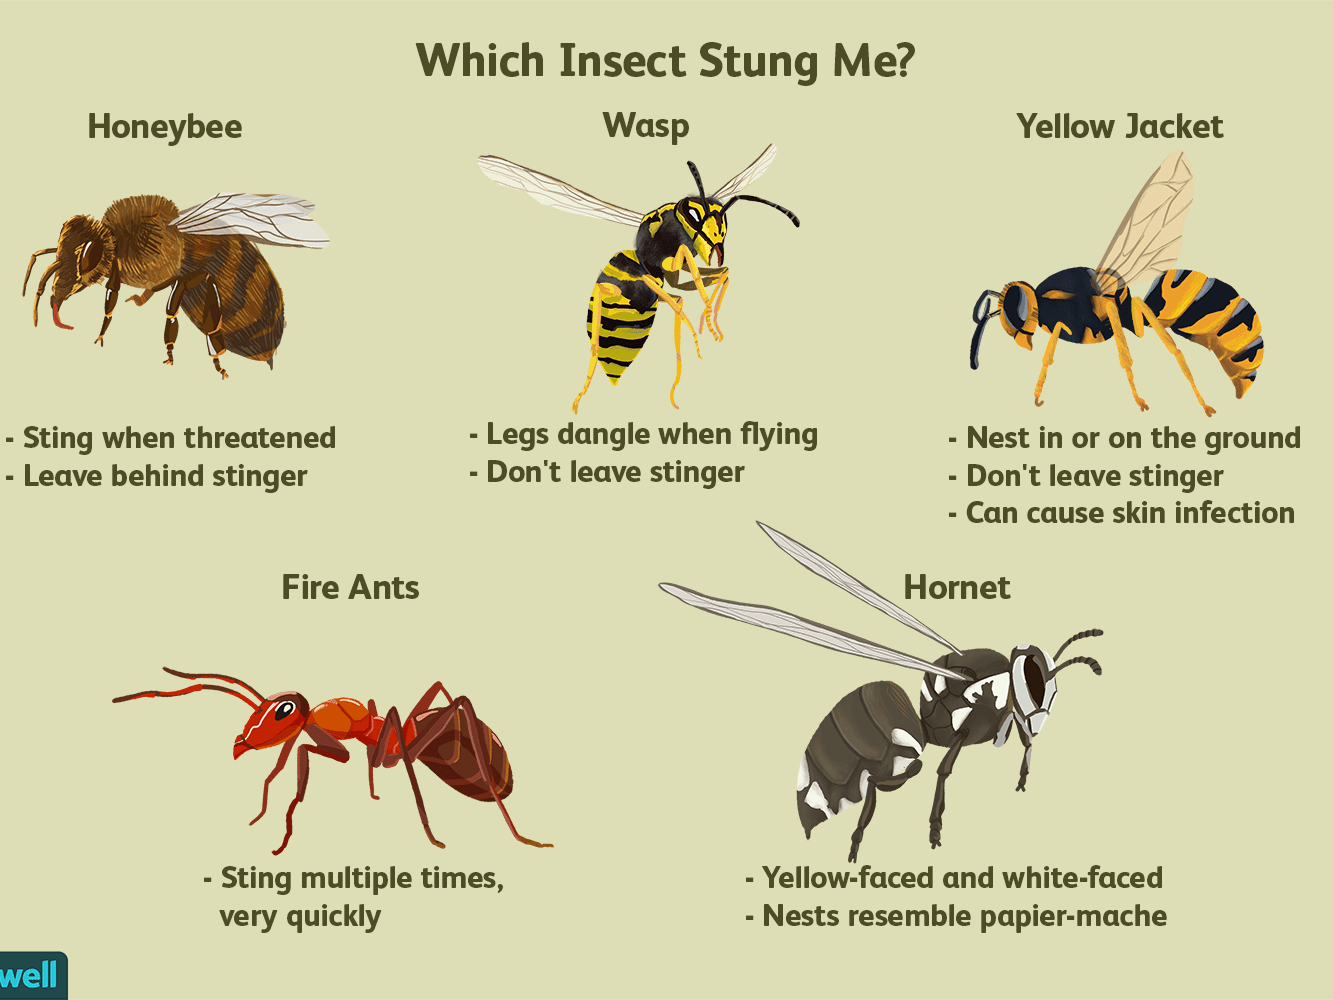 Which Insect Stung Me?
Honeybee
- Sting when threatened
- Leave behind stinger
Wasp
- Legs dangle when flying
- Don't leave stinger
Yellow Jacket
- Nest in or on the ground
- Don't leave stinger
- Can cause skin infection
Fire Ants
- Sting multiple times,
very quickly
Hornet
- Yellow-faced and white-faced
- Nests resemble papier-mache
well